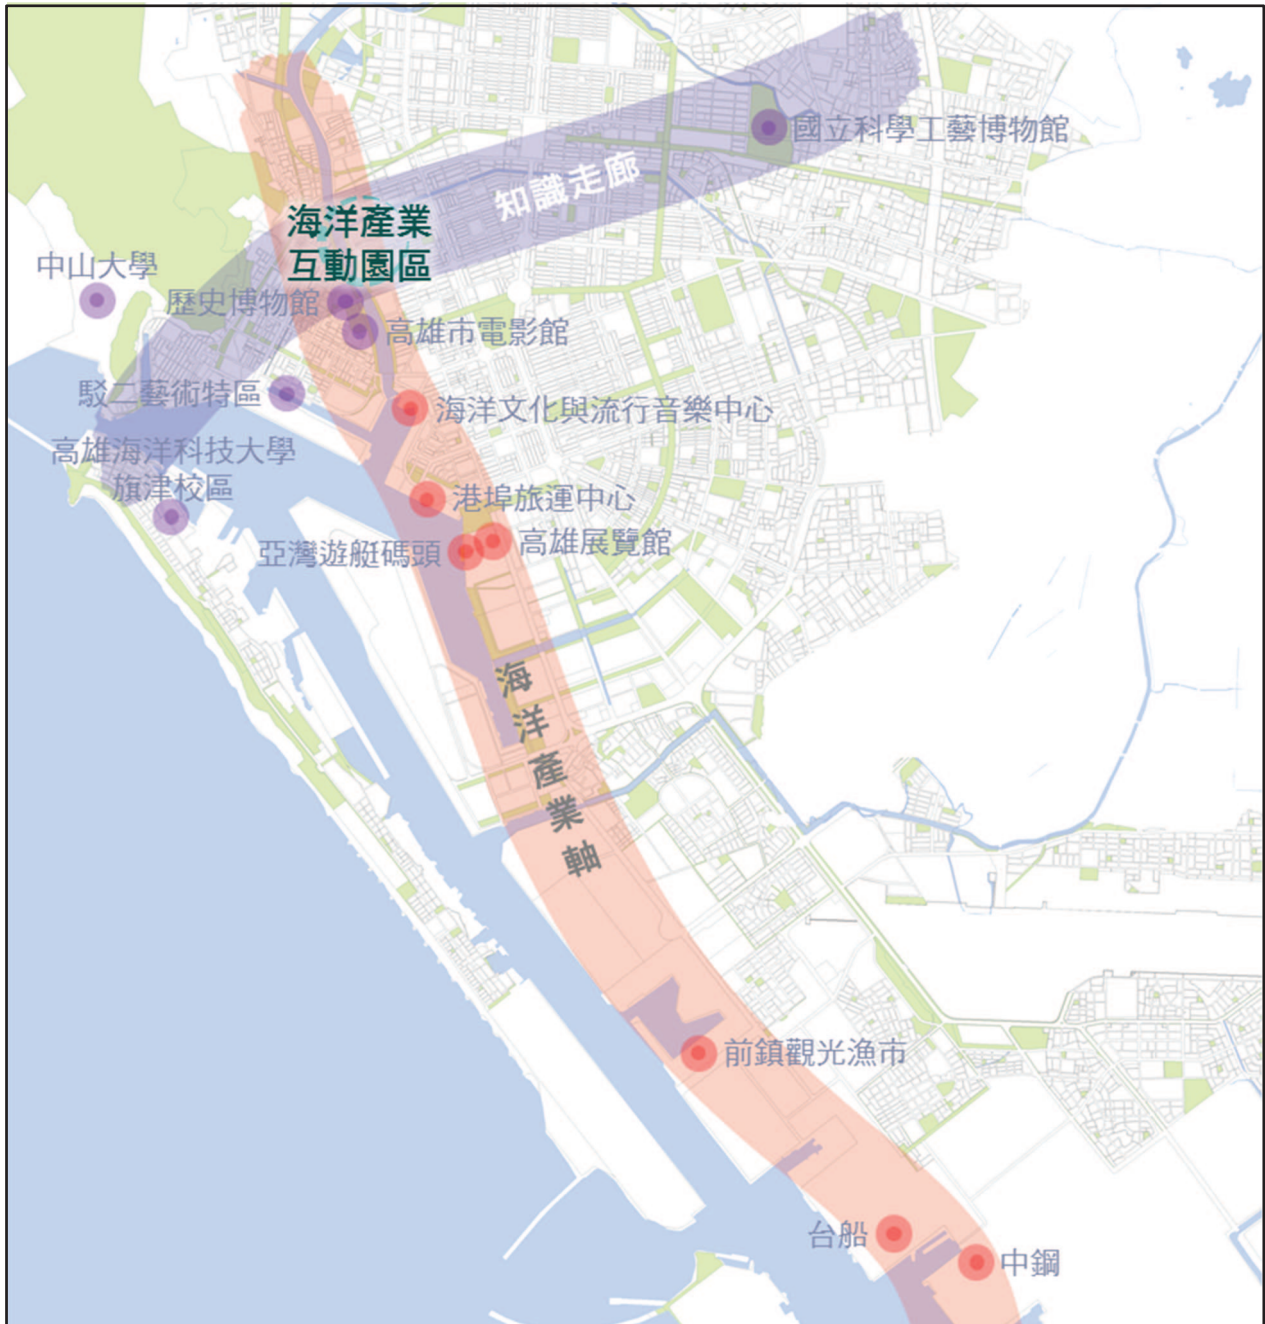 國立科學工藝博物館
知識走廊
海洋產業
互動園區
中山大學
歷史博物館
高雄市電影館
駁二藝術特區
海洋文化與流行音樂中心
高雄海洋科技大學
旗津校區
港埠旅運中心
高雄展覽館
亞灣遊艇碼頭
海洋產業軸
前鎮觀光漁市
台船
中鋼